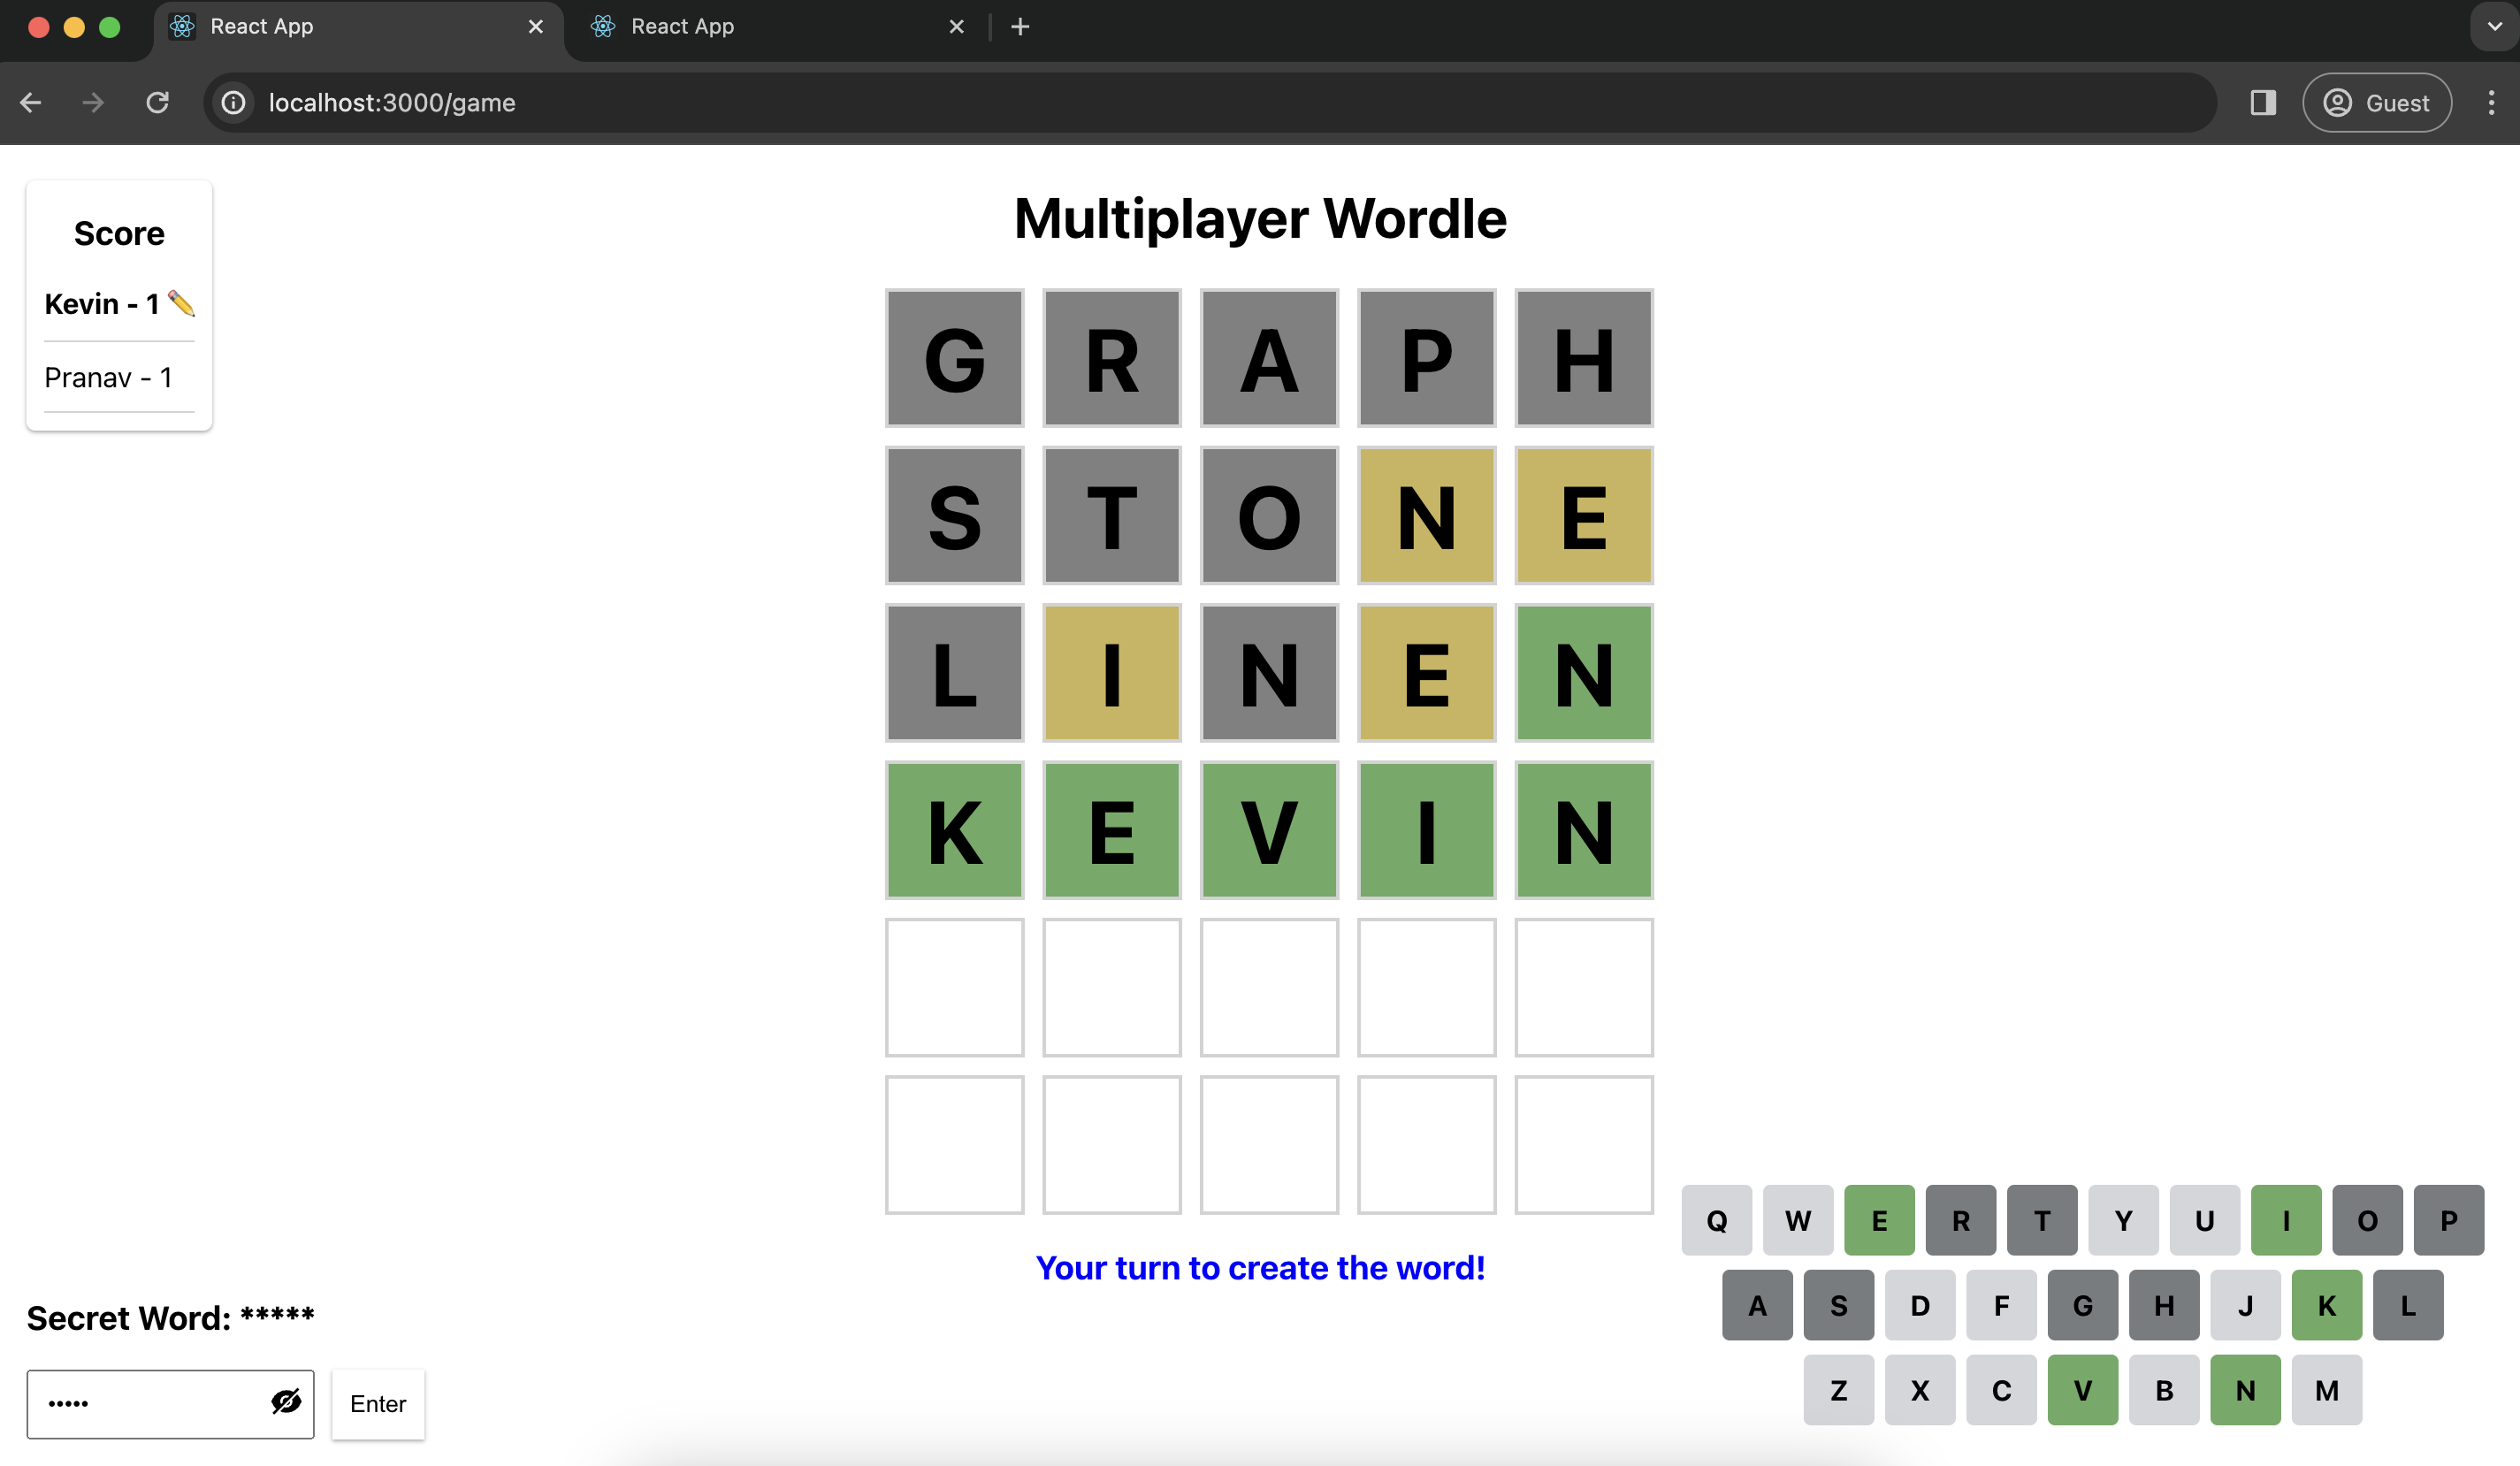 React App
React App
localhost:3000/game
Guest
Score
Kevin - 1 ✏️
Pranav - 1
Multiplayer Wordle
G R A P H
S T O N E
L I N E N
K E V I N
Your turn to create the word!
Secret Word: *****
•••••
Enter
Q W E R T Y U I O P
A S D F G H J K L
Z X C V B N M